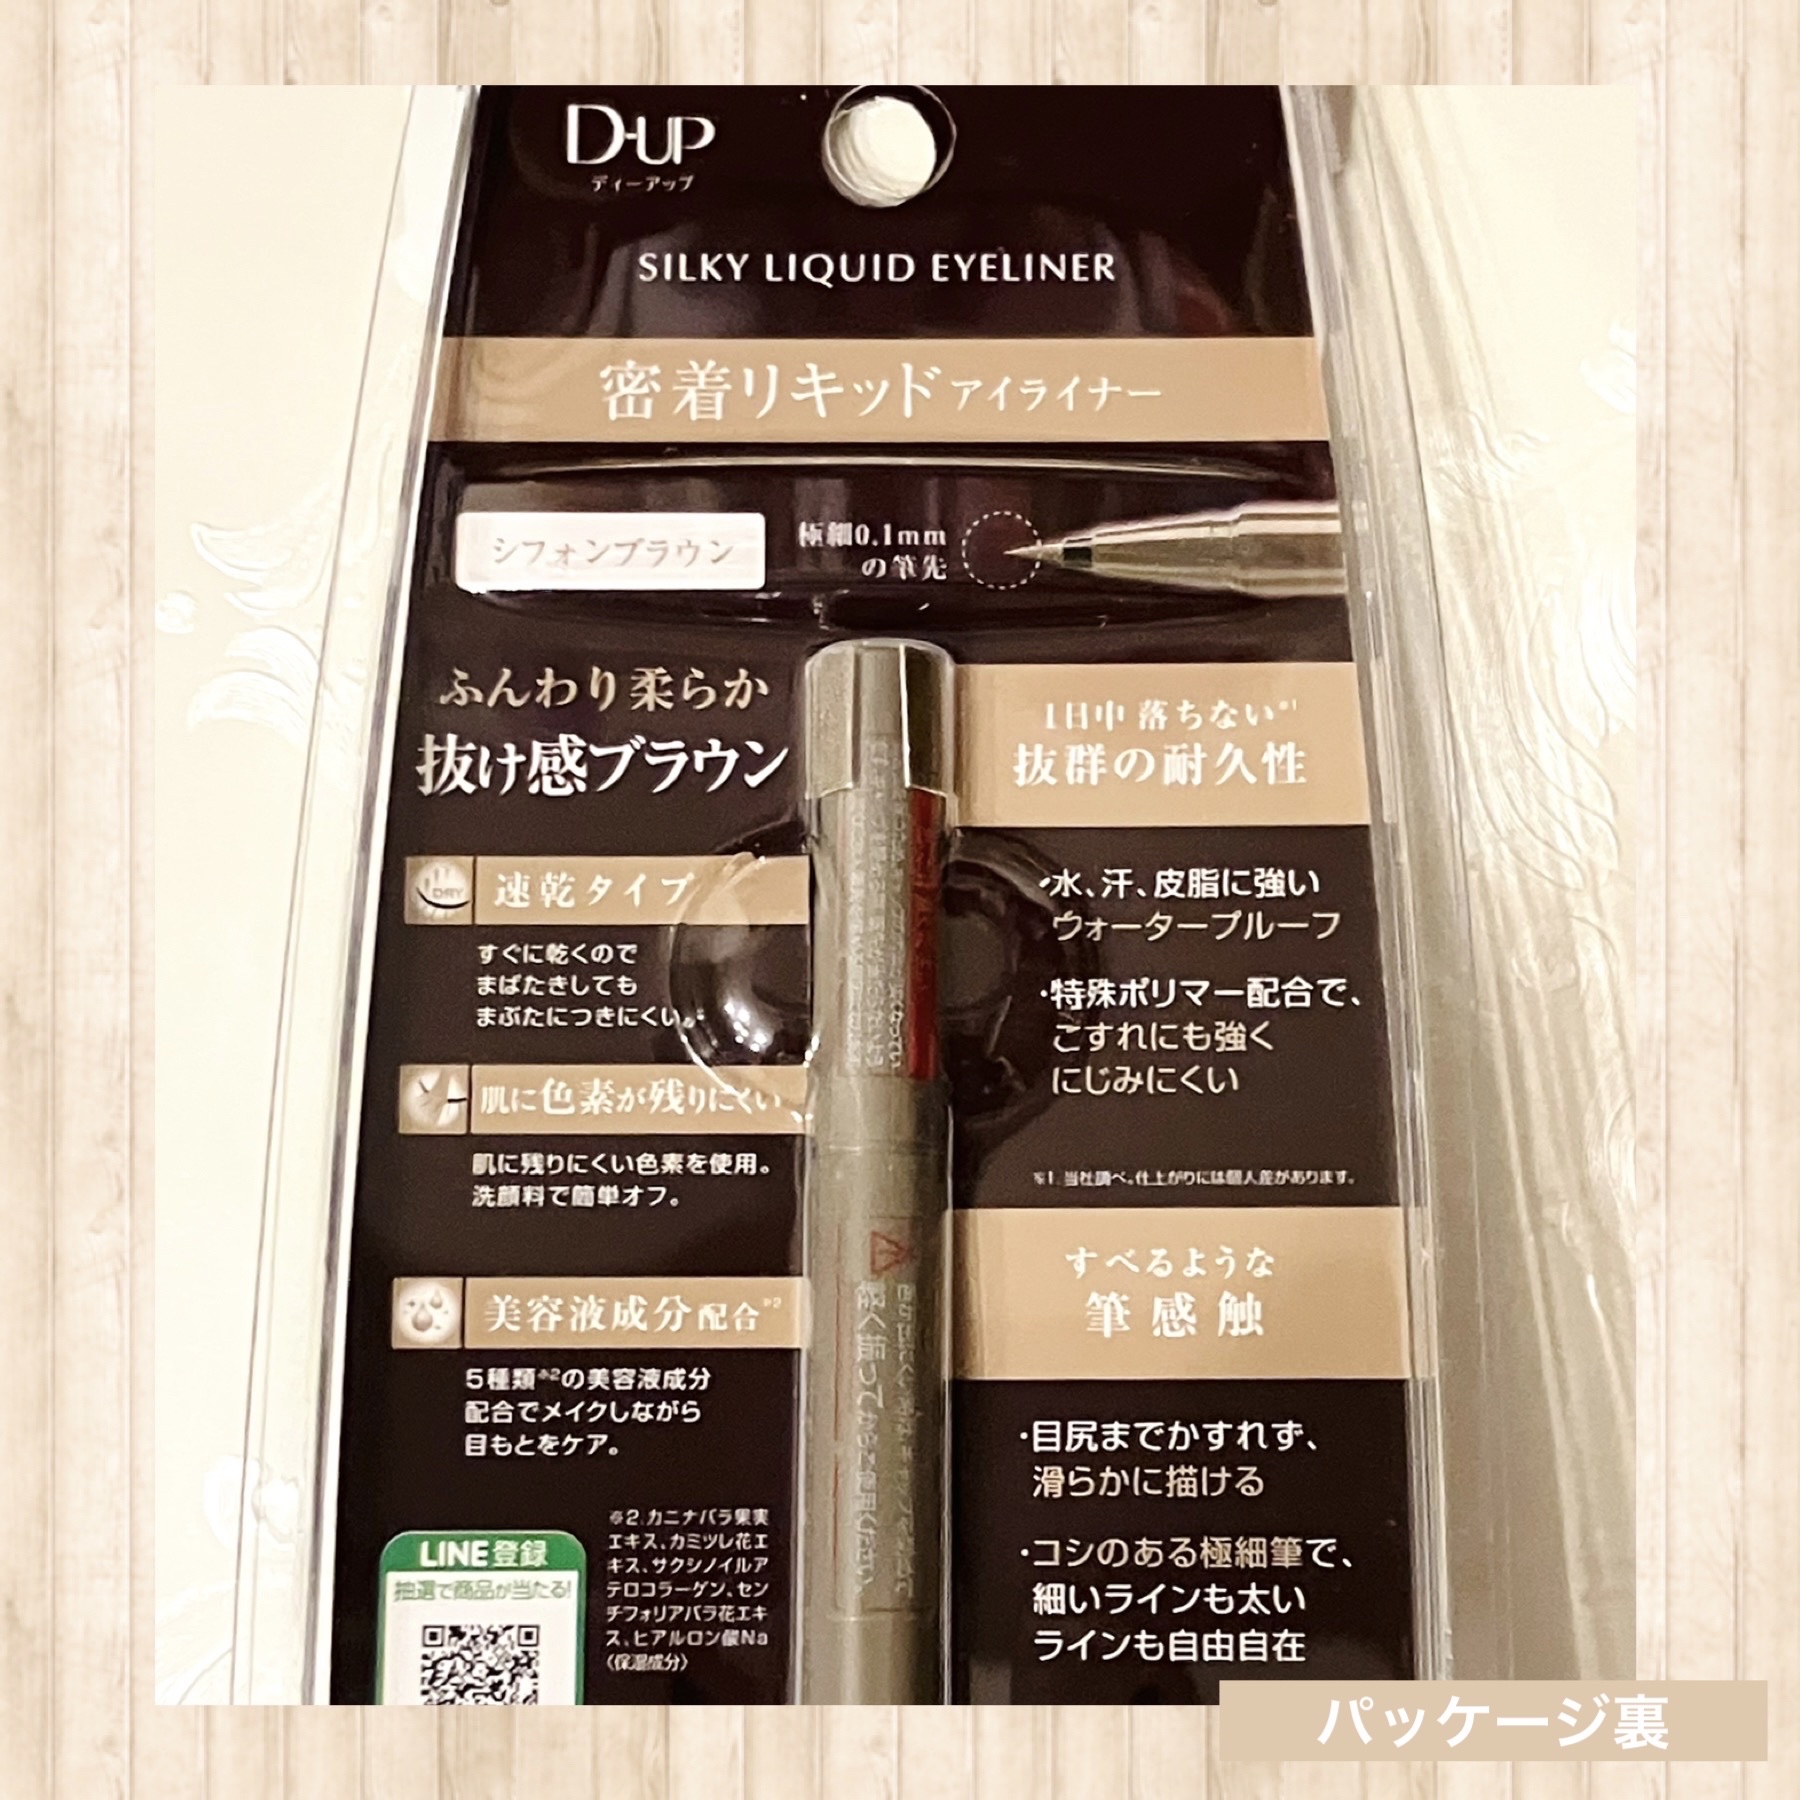 D-UP
ディーアップ
SILKY LIQUID EYELINER
密着リキッドアイライナー
シフォンブラウン
極細0.1mm
の筆先
ふんわり柔らか
抜け感ブラウン
DRY
速乾タイプ
すぐに乾くので
まばたきしても
まぶたにつきにくい。
肌に色素が残りにくい
肌に残りにくい色素を使用。
洗顔料で簡単オフ。
美容液成分配合※2
5種類※2の美容液成分
配合でメイクしながら
目もとをケア。
※2.カニナバラ果実
エキス、カミツレ花エ
キス、サクシノイルア
テロコラーゲン、セン
チフォリアバラ花エキ
ス、ヒアルロン酸Na
〈保湿成分〉
LINE登録
抽選で商品が当たる!
1日中 落ちない※1
抜群の耐久性
・水、汗、皮脂に強い
ウォータープルーフ
・特殊ポリマー配合で、
こすれにも強く
にじみにくい
※1.当社調べ。仕上がりには個人差があります。
すべるような
筆感触
・目尻までかすれず、
滑らかに描ける
・コシのある極細筆で、
細いラインも太い
ラインも自由自在
軽く振ってからご使用ください
パッケージ裏